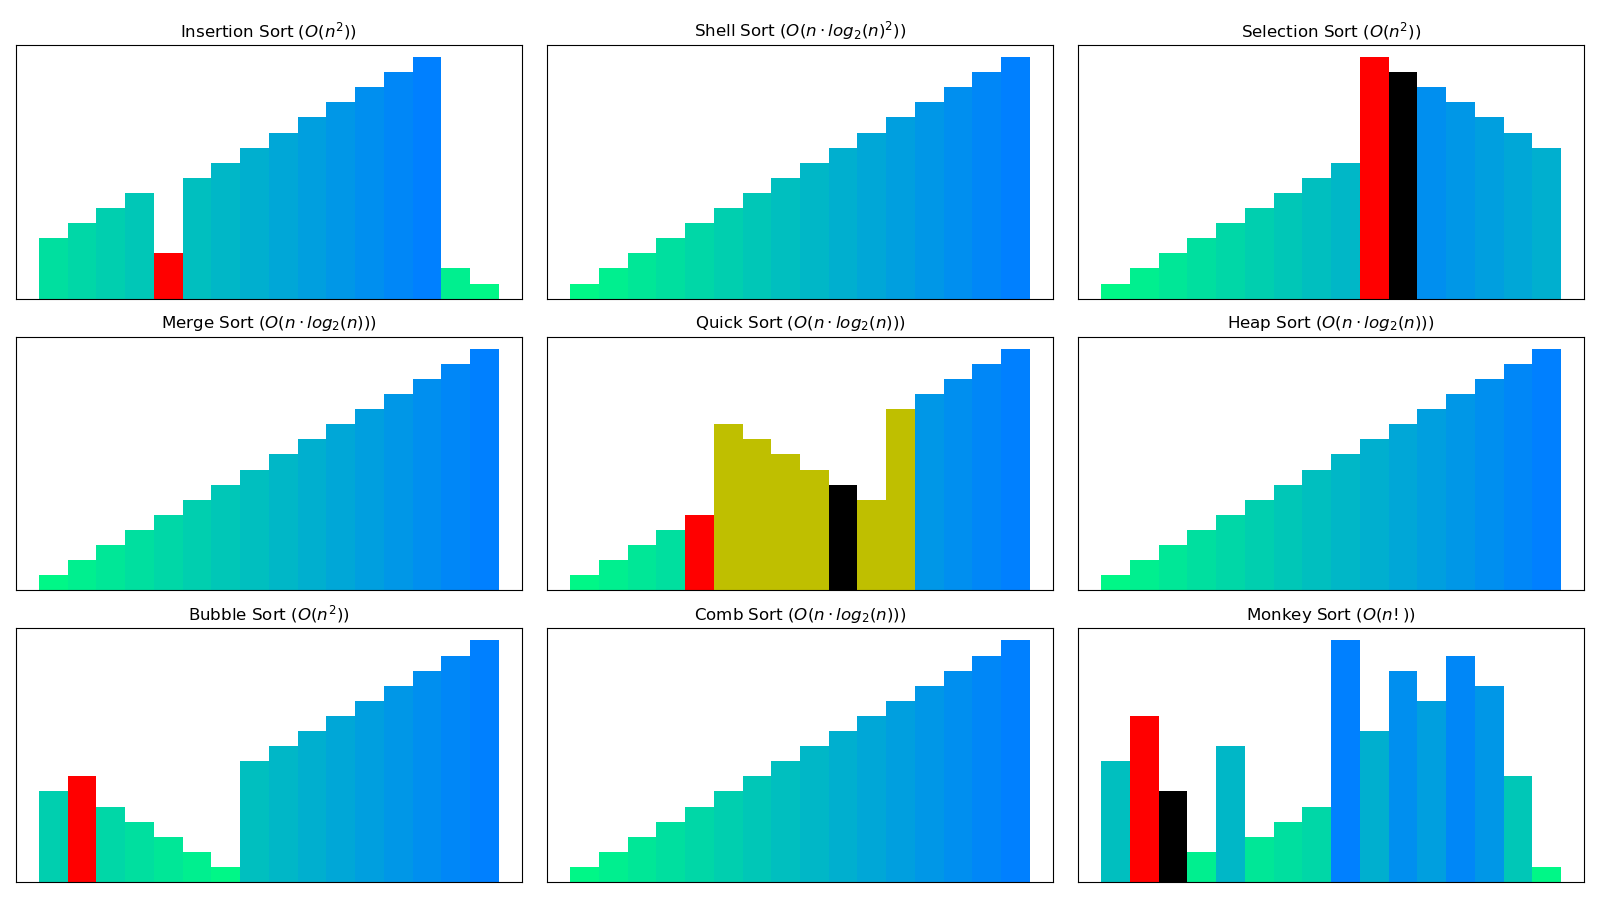 Insertion Sort (O(n²))
Shell Sort (O(n · log₂(n)²))
Selection Sort (O(n²))
Merge Sort (O(n · log₂(n)))
Quick Sort (O(n · log₂(n)))
Heap Sort (O(n · log₂(n)))
Bubble Sort (O(n²))
Comb Sort (O(n · log₂(n)))
Monkey Sort (O(n!))